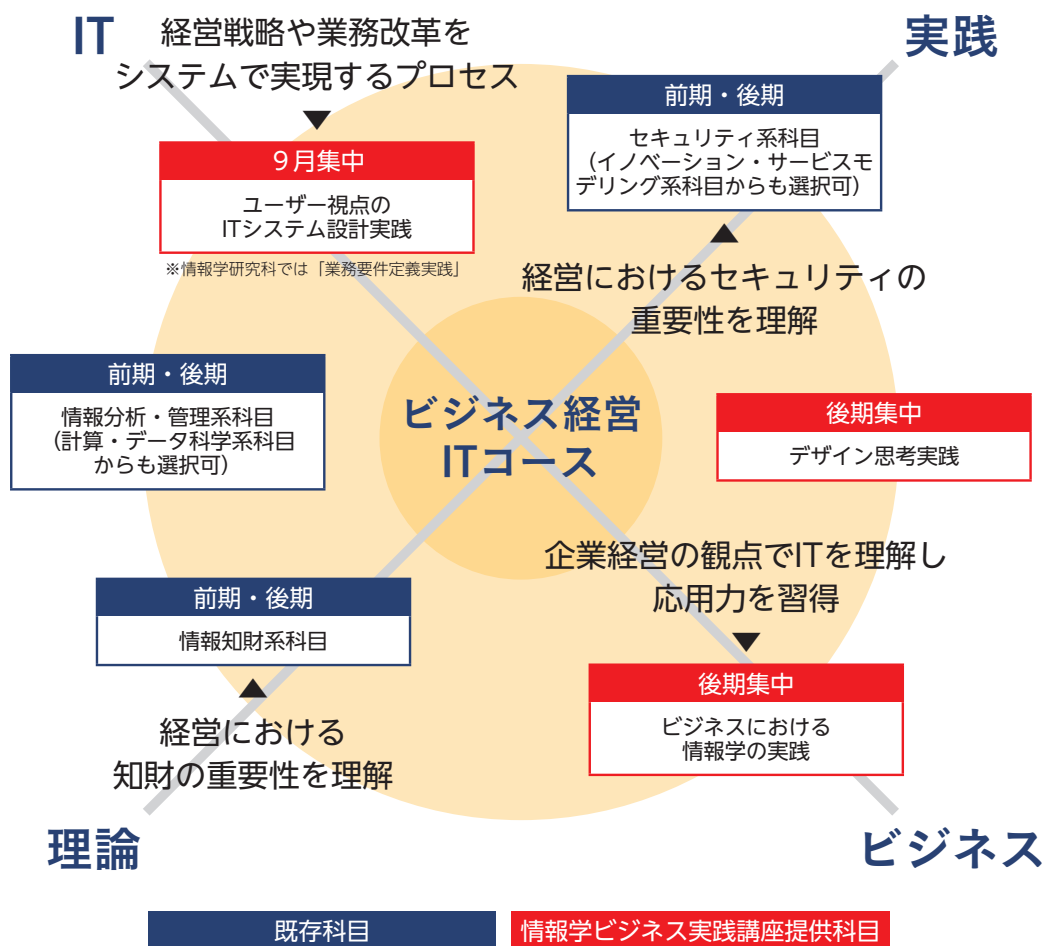 IT
経営戦略や業務改革を
システムで実現するプロセス
9月集中
ユーザー視点の
ITシステム設計実践
※情報学研究科では「業務要件定義実践」
実践
前期・後期
セキュリティ系科目
（イノベーション・サービスモ
デリング系科目からも選択可）
経営におけるセキュリティの
重要性を理解
前期・後期
情報分析・管理系科目
（計算・データ科学系科目
からも選択可）
ビジネス経営
ITコース
後期集中
デザイン思考実践
企業経営の観点でITを理解し
応用力を習得
前期・後期
情報知財系科目
後期集中
ビジネスにおける
情報学の実践
経営における
知財の重要性を理解
理論
ビジネス
既存科目
情報学ビジネス実践講座提供科目